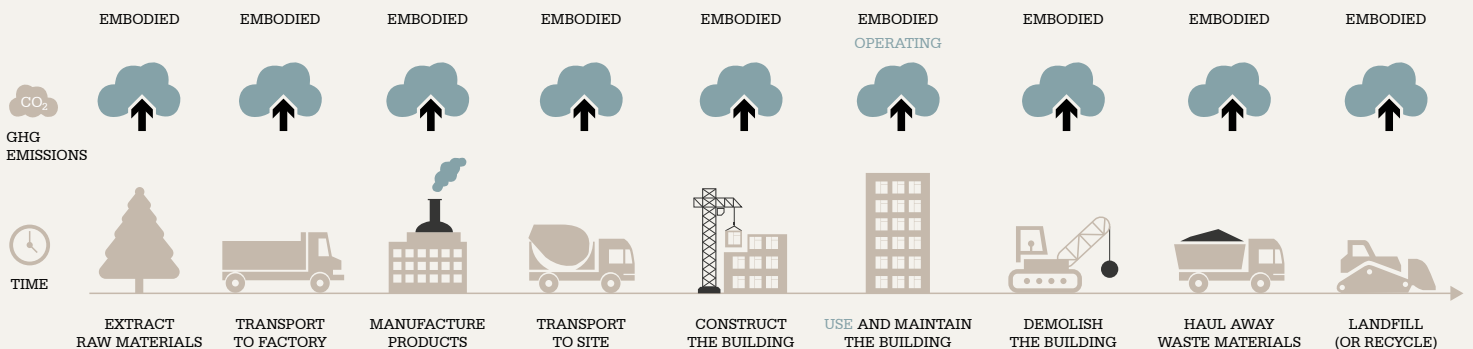 EMBODIED EMBODIED EMBODIED EMBODIED EMBODIED EMBODIED EMBODIED EMBODIED EMBODIED
OPERATING
CO₂
GHG
EMISSIONS
TIME
EXTRACT TRANSPORT MANUFACTURE TRANSPORT CONSTRUCT USE AND MAINTAIN DEMOLISH HAUL AWAY LANDFILL
RAW MATERIALS TO FACTORY PRODUCTS TO SITE THE BUILDING THE BUILDING THE BUILDING WASTE MATERIALS (OR RECYCLE)